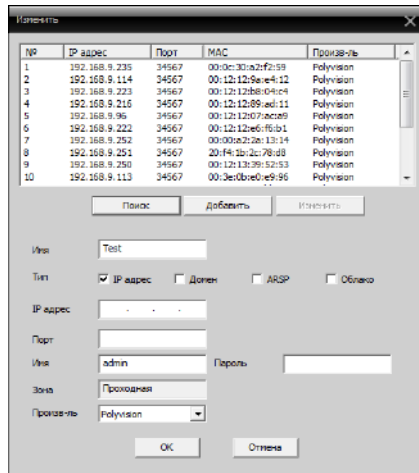 Изменить
№ IP адрес Порт MAC Произв-ль
1 192.168.9.235 34567 00:0c:30:a2:f2:59 Polyvision
2 192.168.9.114 34567 00:12:12:9a:e4:12 Polyvision
3 192.168.9.223 34567 00:12:12:b8:04:c4 Polyvision
4 192.168.9.216 34567 00:12:12:89:ad:11 Polyvision
5 192.168.9.96 34567 00:12:12:07:ac:a9 Polyvision
6 192.168.9.222 34567 00:12:12:e6:f6:b1 Polyvision
7 192.168.9.252 34567 00:00:a2:2a:13:14 Polyvision
8 192.168.9.251 34567 20:f4:1b:2c:78:d8 Polyvision
9 192.168.9.250 34567 00:12:13:39:52:53 Polyvision
10 192.168.9.113 34567 00:3e:0b:e0:e9:96 Polyvision
Поиск Добавить Изменить
Имя Test
Тип IP адрес Домен ARSP Облако
IP адрес . . .
Порт
Имя admin Пароль
Зона Проходная
Произв-ль Polyvision
OK Отмена